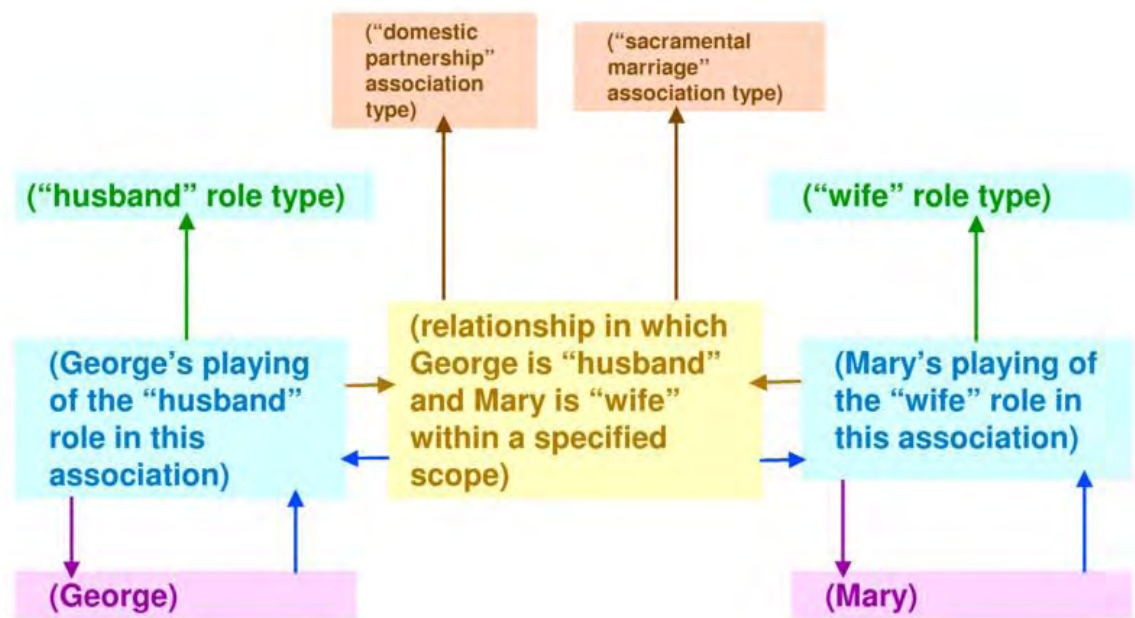 (“domestic
partnership”
association
type)
(“sacramental
marriage”
association type)
(“husband” role type)
(“wife” role type)
(George’s playing
of the “husband”
role in this
association)
(relationship in which
George is “husband”
and Mary is “wife”
within a specified
scope)
(Mary’s playing of
the “wife” role in
this association)
(George)
(Mary)